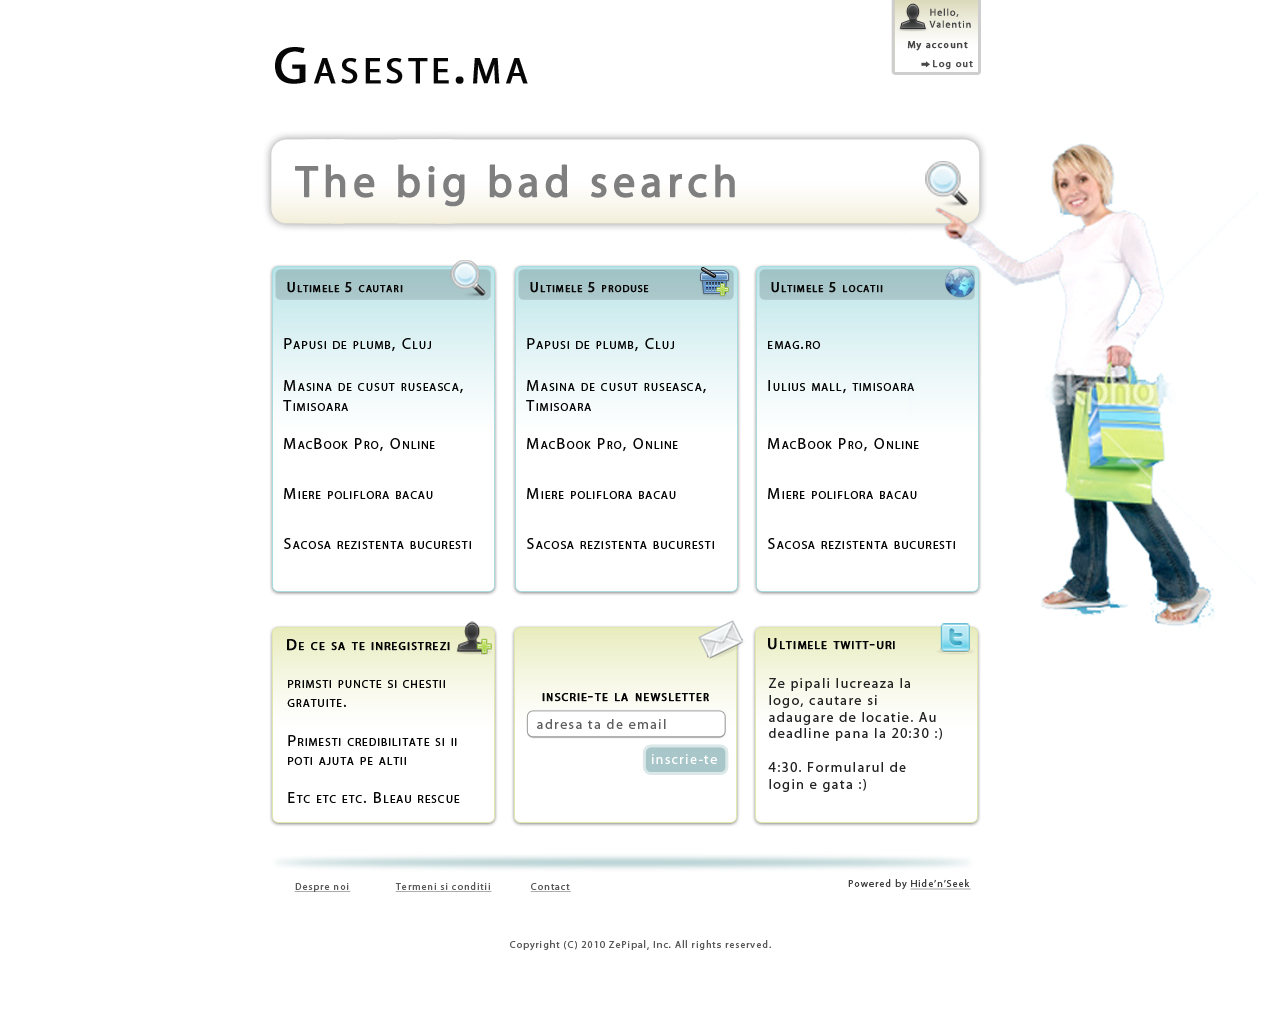 Hello,
Valentin
My account
Log out
Gaseste.ma
The big bad search
Ultimele 5 cautari
Papusi de plumb, Cluj
Masina de cusut ruseasca,
Timisoara
MacBook Pro, Online
Miere poliflora bacau
Sacosa rezistenta bucuresti
Ultimele 5 produse
Papusi de plumb, Cluj
Masina de cusut ruseasca,
Timisoara
MacBook Pro, Online
Miere poliflora bacau
Sacosa rezistenta bucuresti
Ultimele 5 locatii
emag.ro
Iulius mall, timisoara
MacBook Pro, Online
Miere poliflora bacau
Sacosa rezistenta bucuresti
De ce sa te inregistrezi
primsti puncte si chestii
gratuite.
Primesti credibilitate si ii
poti ajuta pe altii
Etc etc etc. Bleau rescue
inscrie-te la newsletter
adresa ta de email
inscrie-te
Ultimele twitt-uri
t
Ze pipali lucreaza la
logo, cautare si
adaugare de locatie. Au
deadline pana la 20:30 :)
4:30. Formularul de
login e gata :)
Despre noi
Termeni si conditii
Contact
Powered by Hide'n'Seek
Copyright (C) 2010 ZePipal, Inc. All rights reserved.